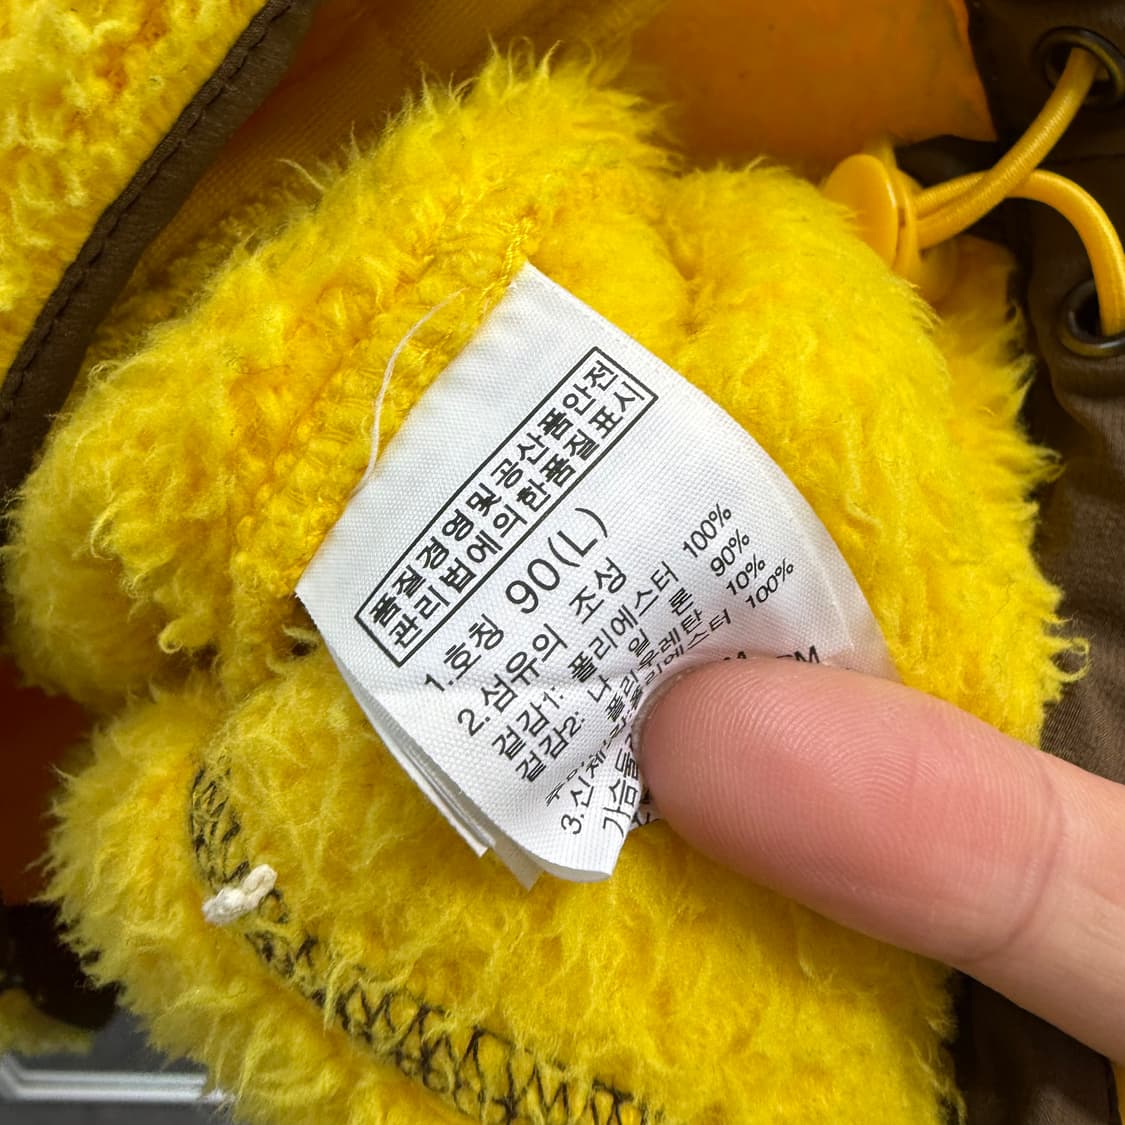 품질경영및공산품안전
관리법에의한품질표시
1.호칭 90(L)
2.섬유의 조성
겉감1: 폴리에스터 100%
겉감2: 나 일 론 90%
폴리우레탄 10%
폴리에스터 100%
3.신체
가슴둘